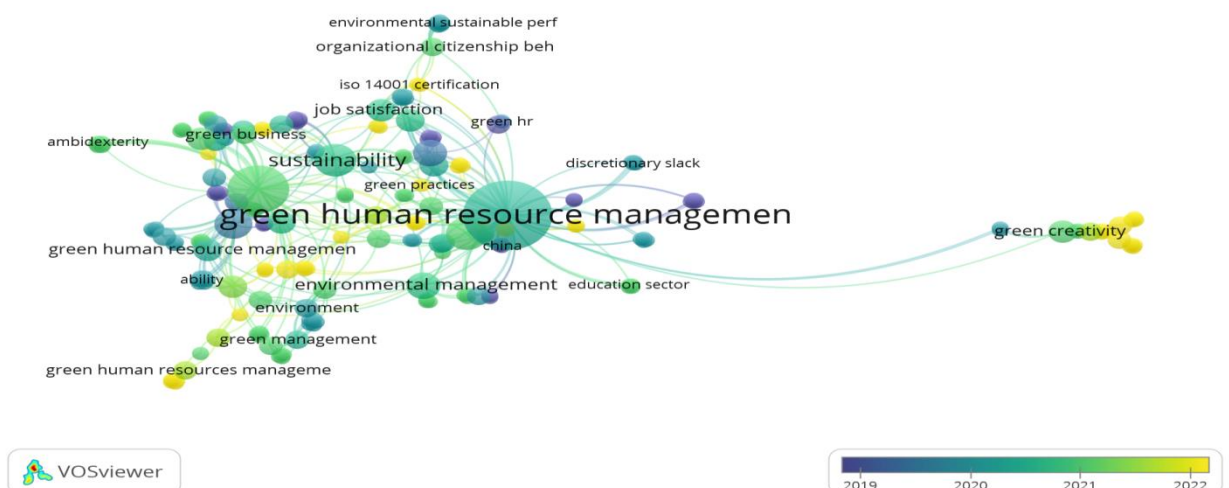 environmental sustainable perf
organizational citizenship beh
iso 14001 certification
job satisfaction
green hr
green business
ambidexterity
sustainability
discretionary slack
green practices
green human resource managemen
green creativity
china
green human resource managemen
ability
environmental management
education sector
environment
green management
green human resources manageme
VOSviewer
2019 2020 2021 2022